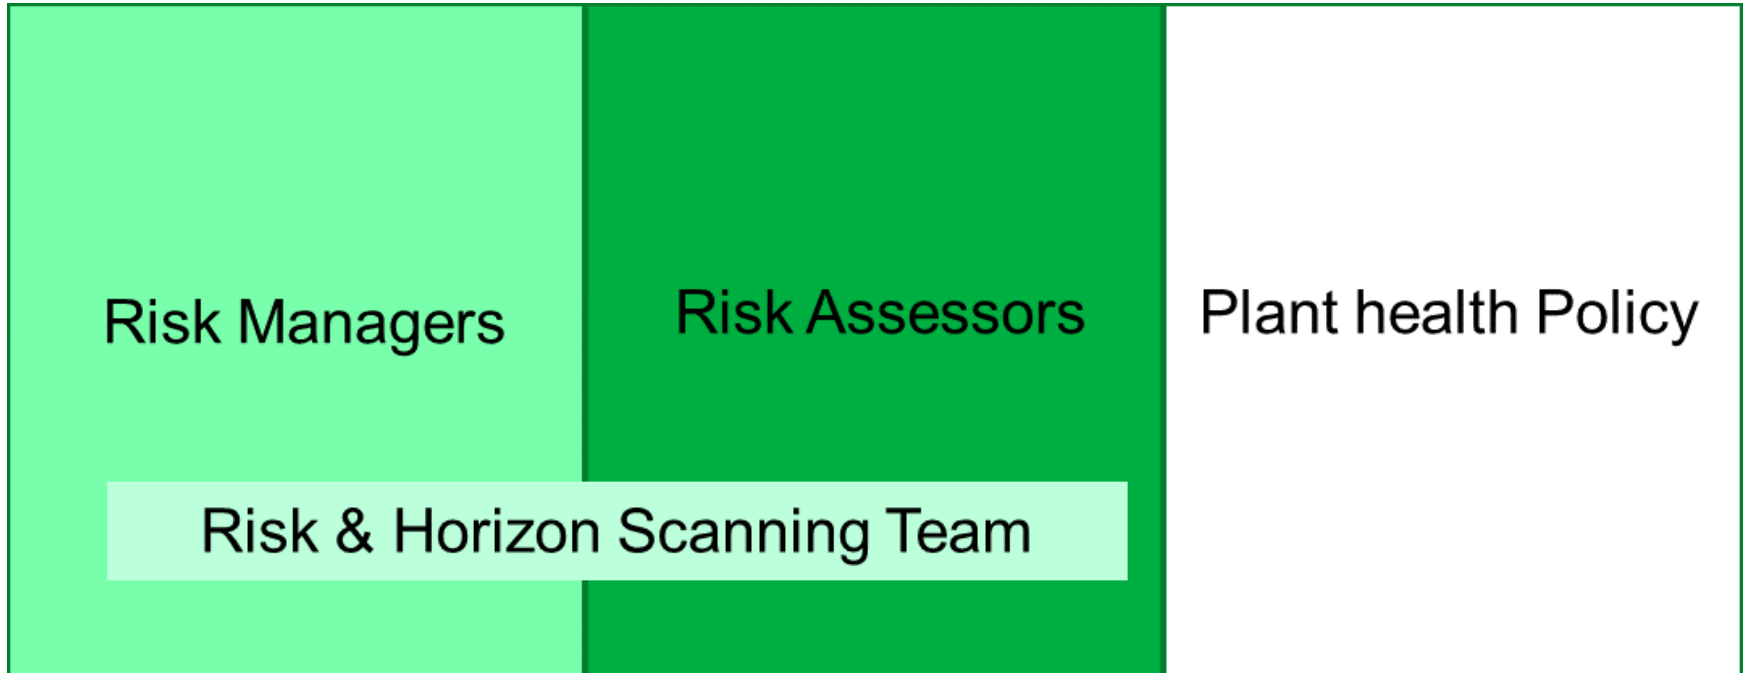 Risk Managers
Risk Assessors
Plant health Policy
Risk & Horizon Scanning Team